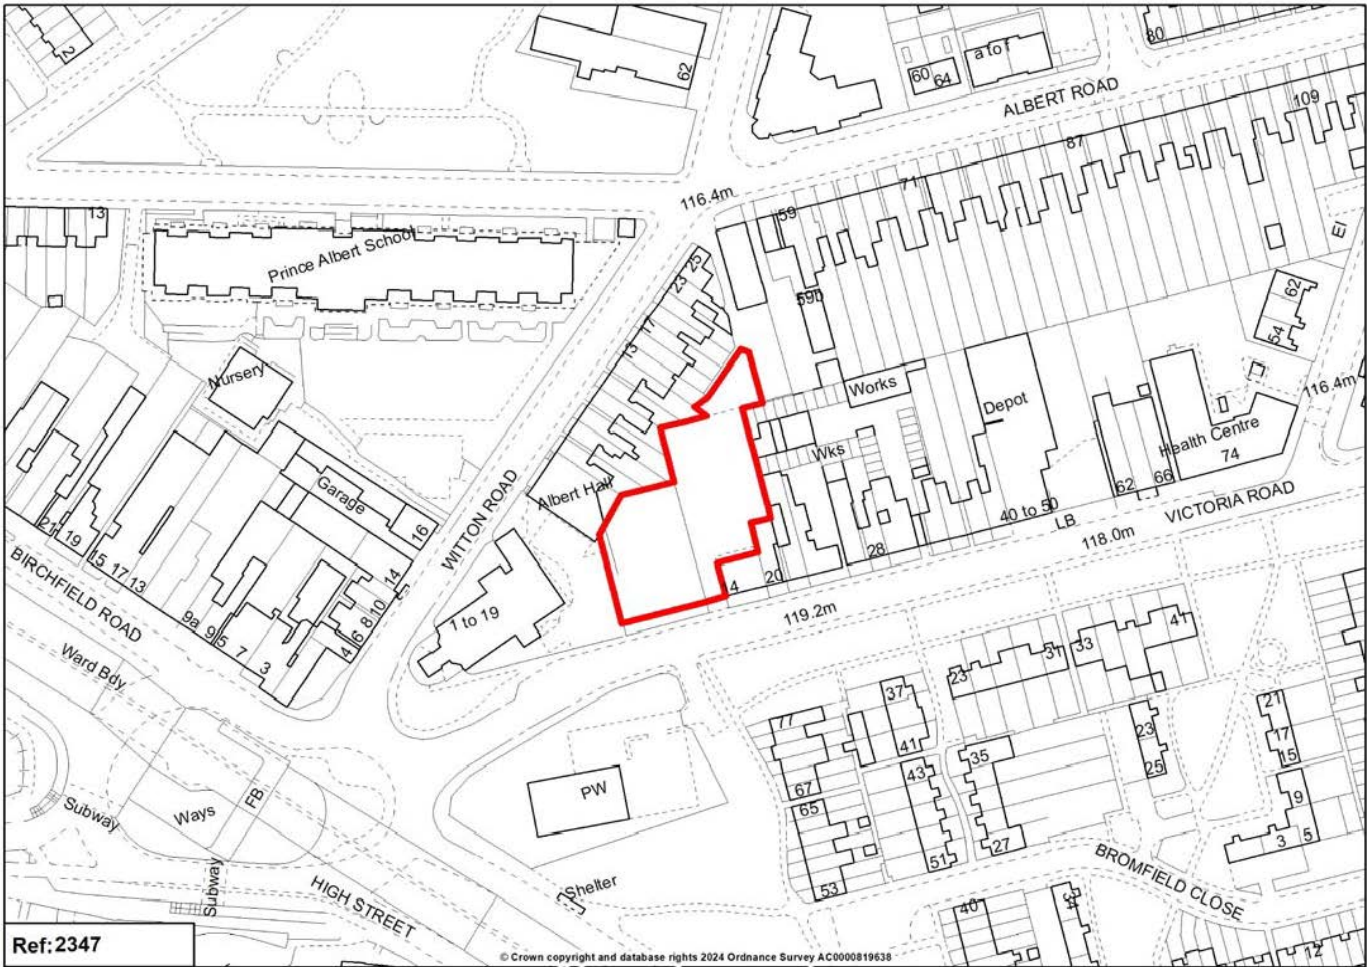 2
62
60
64
a to f
80
ALBERT ROAD
109
87
71
116.4m
59
13
Prince Albert School
25
23
17
13
59b
El
62
54
116.4m
Nursery
Works
Depot
Wks
Health Centre
74
66
62
Albert Hall
Garage
16
WITTON ROAD
40 to 50
LB
VICTORIA ROAD
118.0m
28
20
14
119.2m
21
19
15
17
13
9a
9
5
7
3
14
10
8
6
4
BIRCHFIELD ROAD
1 to 19
Ward Bdy
41
33
31
23
37
41
77
67
65
53
43
51
35
27
23
25
21
17
15
9
5
3
PW
Subway
Ways
FB
Subway
HIGH STREET
Shelter
BROMFIELD CLOSE
40
12
Ref:2347
© Crown copyright and database rights 2024 Ordnance Survey AC0000819638